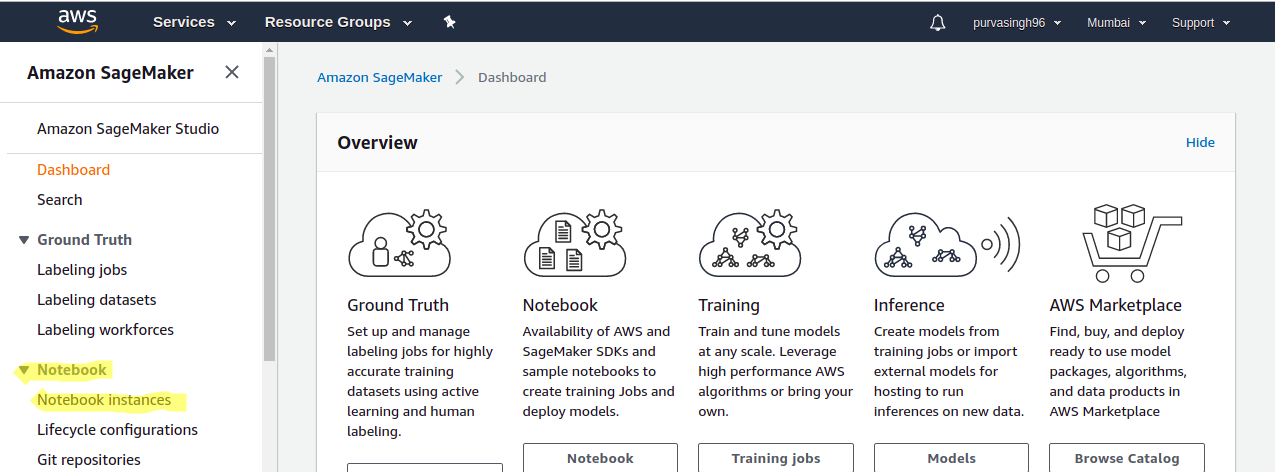 aws
Services
Resource Groups
purvasingh96
Mumbai
Support
Amazon SageMaker
Amazon SageMaker Studio
Dashboard
Search
Ground Truth
Labeling jobs
Labeling datasets
Labeling workforces
Notebook
Notebook instances
Lifecycle configurations
Git repositories
Amazon SageMaker
Dashboard
Overview
Hide
Ground Truth
Set up and manage
labeling jobs for highly
accurate training
datasets using active
learning and human
labeling.
Notebook
Availability of AWS and
SageMaker SDKs and
sample notebooks to
create training Jobs and
deploy models.
Notebook
Training
Train and tune models
at any scale. Leverage
high performance AWS
algorithms or bring your
own.
Training jobs
Inference
Create models from
training jobs or import
external models for
hosting to run
inferences on new data.
Models
AWS Marketplace
Find, buy, and deploy
ready to use model
packages, algorithms,
and data products in
AWS Marketplace
Browse Catalog